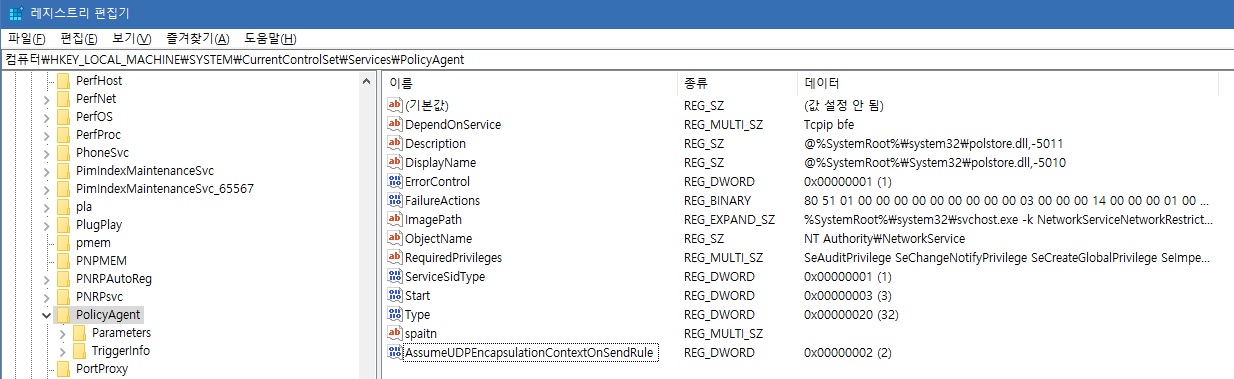 레지스트리 편집기
파일(F) 편집(E) 보기(V) 즐겨찾기(A) 도움말(H)
컴퓨터₩HKEY_LOCAL_MACHINE₩SYSTEM₩CurrentControlSet₩Services₩PolicyAgent
PerfHost
PerfNet
PerfOS
PerfProc
PhoneSvc
PimIndexMaintenanceSvc
PimIndexMaintenanceSvc_65567
pla
PlugPlay
pmem
PNPMEM
PNRPAutoReg
PNRPsvc
PolicyAgent
Parameters
TriggerInfo
PortProxy
이름 종류 데이터
(기본값) REG_SZ (값 설정 안 됨)
DependOnService REG_MULTI_SZ Tcpip bfe
Description REG_SZ @%SystemRoot%₩system32₩polstore.dll,-5011
DisplayName REG_SZ @%SystemRoot%₩System32₩polstore.dll,-5010
ErrorControl REG_DWORD 0x00000001 (1)
FailureActions REG_BINARY 80 51 01 00 00 00 00 00 00 00 00 00 03 00 00 00 14 00 00 00 01 00 ...
ImagePath REG_EXPAND_SZ %SystemRoot%₩system32₩svchost.exe -k NetworkServiceNetworkRestrict...
ObjectName REG_SZ NT Authority₩NetworkService
RequiredPrivileges REG_MULTI_SZ SeAuditPrivilege SeChangeNotifyPrivilege SeCreateGlobalPrivilege SeImpe...
ServiceSidType REG_DWORD 0x00000001 (1)
Start REG_DWORD 0x00000003 (3)
Type REG_DWORD 0x00000020 (32)
spaitn REG_MULTI_SZ
AssumeUDPEncapsulationContextOnSendRule REG_DWORD 0x00000002 (2)